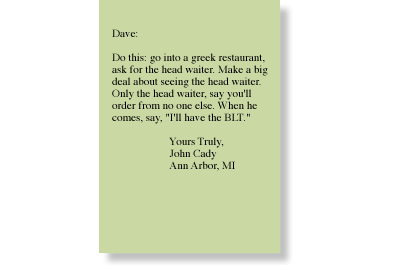 Dave:
Do this: go into a greek restaurant,
ask for the head waiter. Make a big
deal about seeing the head waiter.
Only the head waiter, say you'll
order from no one else. When he
comes, say, "I'll have the BLT."
Yours Truly,
John Cady
Ann Arbor, MI